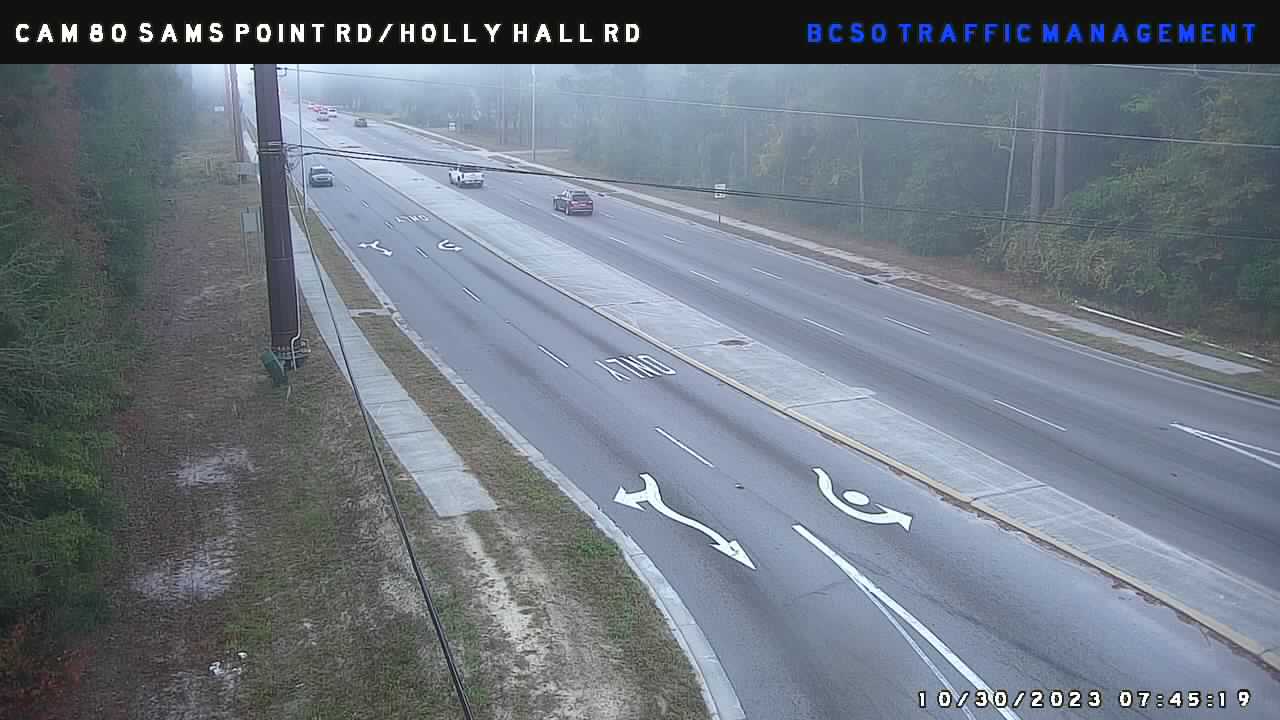 CAM 80 SAMS POINT RD/HOLLY HALL RD
BCSO TRAFFIC MANAGEMENT
ONLY
ONLY
10/30/2023 07:45:19